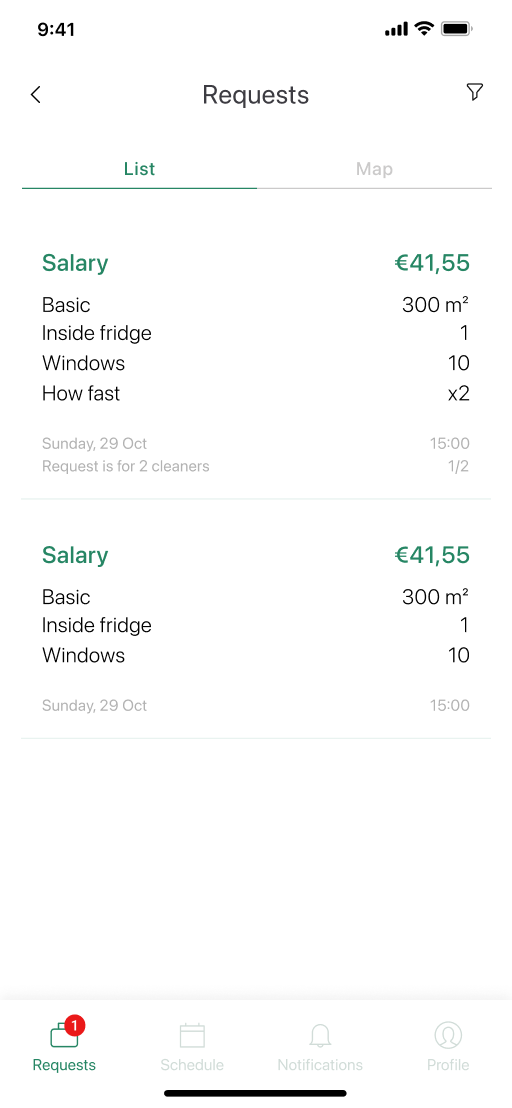 9:41
Requests
List Map
Salary €41,55
Basic 300 m²
Inside fridge 1
Windows 10
How fast x2
Sunday, 29 Oct 15:00
Request is for 2 cleaners 1/2
Salary €41,55
Basic 300 m²
Inside fridge 1
Windows 10
Sunday, 29 Oct 15:00
1
Requests Schedule Notifications Profile